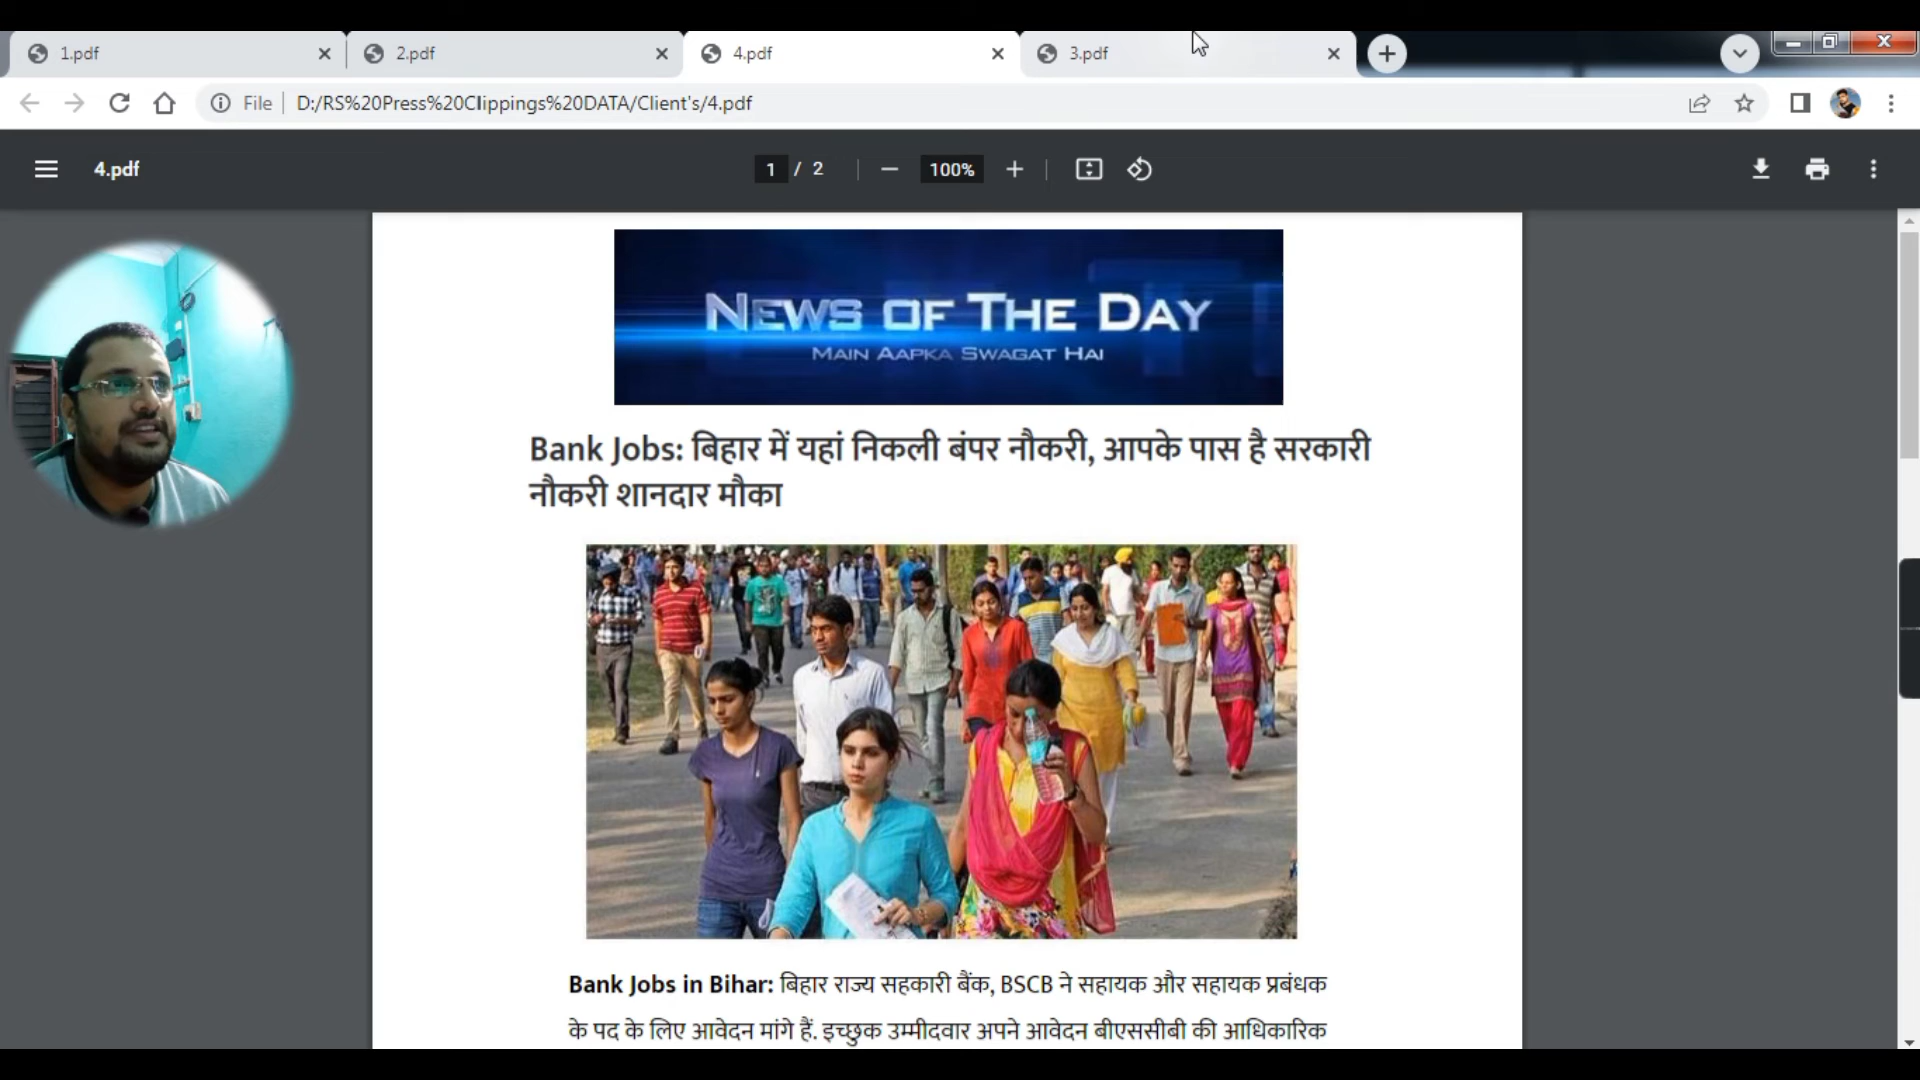 1.pdf
2.pdf
4.pdf
3.pdf
File
D:/RS%20Press%20Clippings%20DATA/Client's/4.pdf
4.pdf
1 / 2
100%
News of The Day
Main Aapka Swagat Hai
Bank Jobs: बिहार में यहां निकली बंपर नौकरी, आपके पास है सरकारी
नौकरी शानदार मौका
Bank Jobs in Bihar: बिहार राज्य सहकारी बैंक, BSCB ने सहायक और सहायक प्रबंधक
के पद के लिए आवेदन मांगे हैं. इच्छुक उम्मीदवार अपने आवेदन बीएससीबी की आधिकारिक